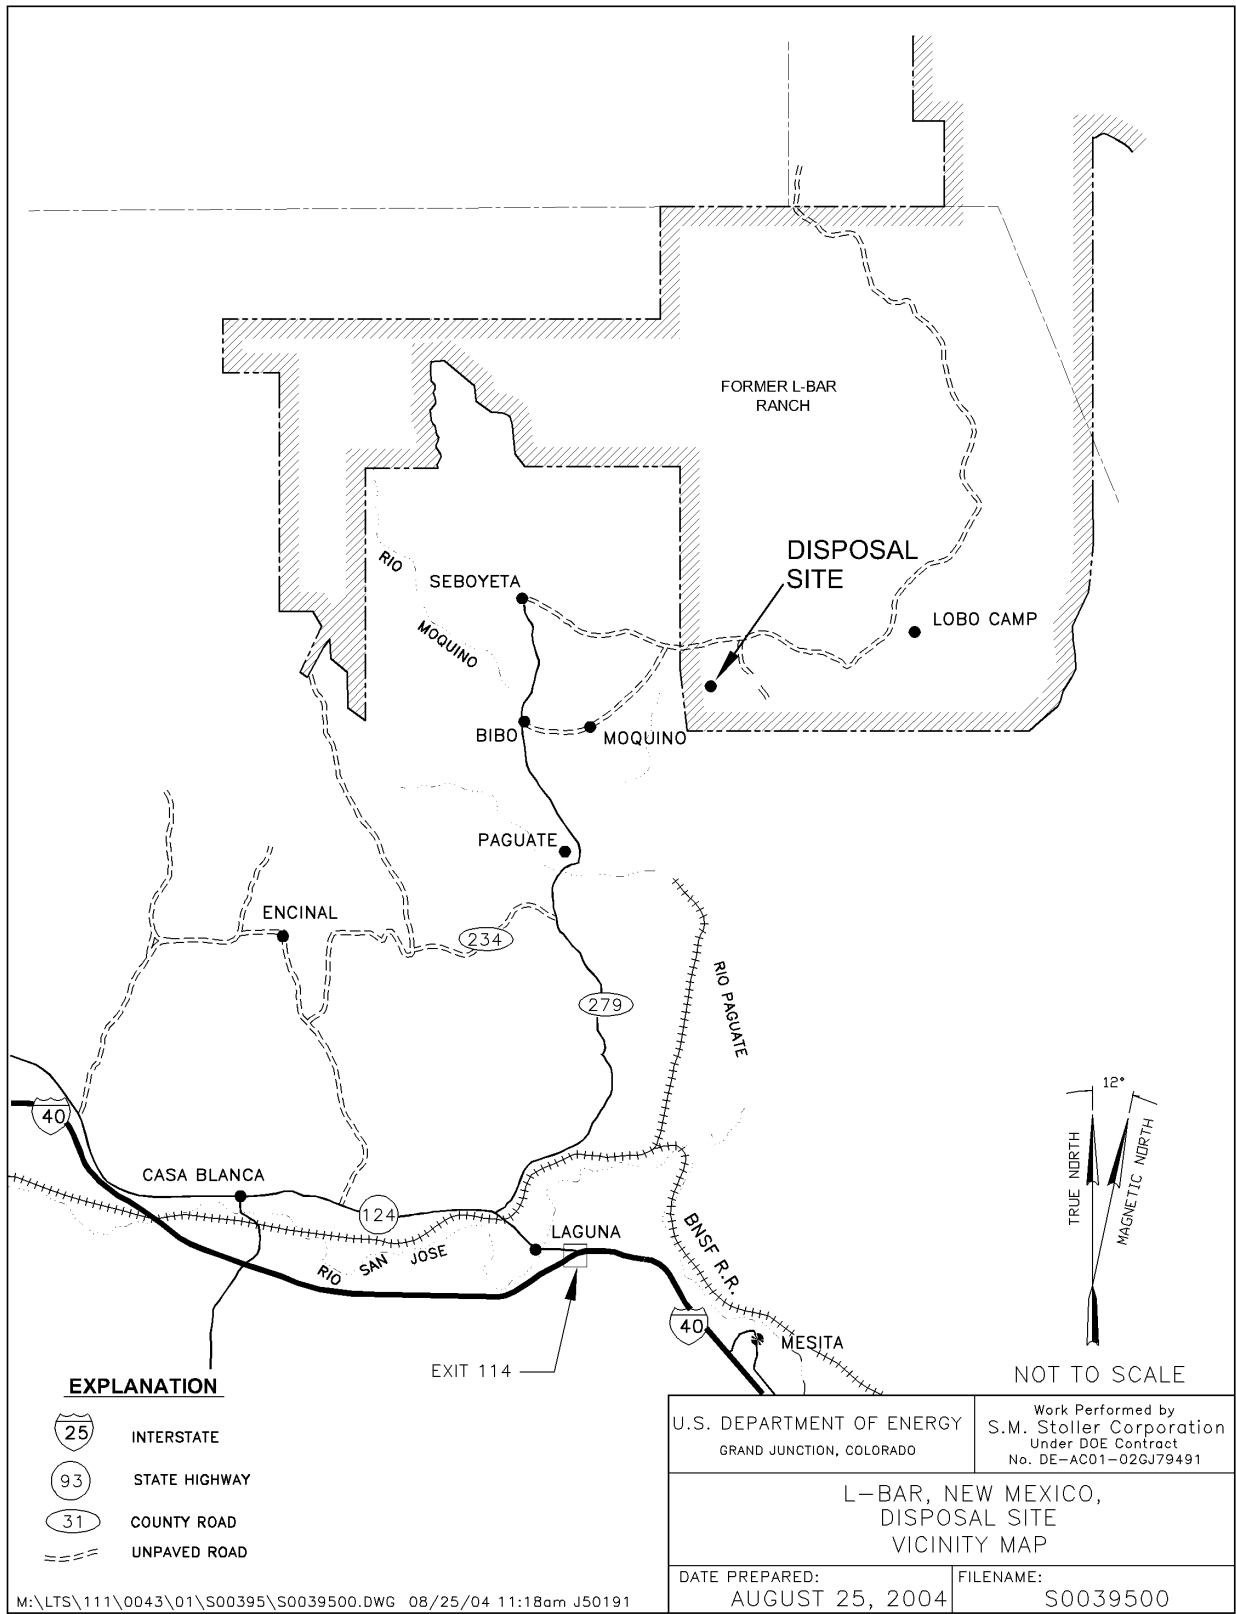 FORMER L-BAR
RANCH
DISPOSAL
SITE
RIO
MOQUINO
SEBOYETA
LOBO CAMP
BIBO
MOQUINO
PAGUATE
ENCINAL
234
279
RIO PAGUATE
40
CASA BLANCA
124
LAGUNA
RIO SAN JOSE
BNSF R.R.
40
MESITA
EXIT 114
12°
TRUE NORTH
MAGNETIC NORTH
NOT TO SCALE
EXPLANATION
25 INTERSTATE
93 STATE HIGHWAY
31 COUNTY ROAD
UNPAVED ROAD
M:\LTS\111\0043\01\S00395\S0039500.DWG 08/25/04 11:18am J50191
U.S. DEPARTMENT OF ENERGY
GRAND JUNCTION, COLORADO
Work Performed by
S.M. Stoller Corporation
Under DOE Contract
No. DE-AC01-02GJ79491
L-BAR, NEW MEXICO,
DISPOSAL SITE
VICINITY MAP
DATE PREPARED:
AUGUST 25, 2004
FILENAME:
S0039500